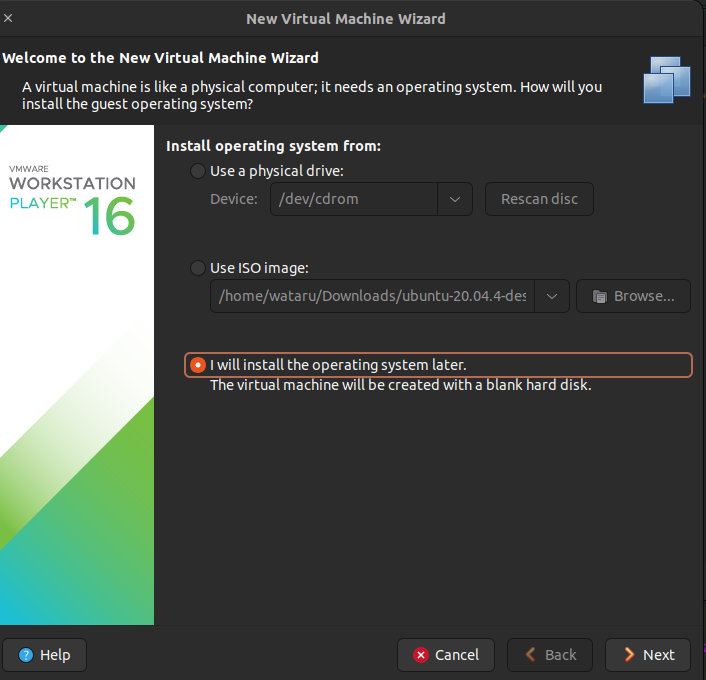 New Virtual Machine Wizard
Welcome to the New Virtual Machine Wizard
A virtual machine is like a physical computer; it needs an operating system. How will you
install the guest operating system?
VMWARE
WORKSTATION
PLAYER™ 16
Install operating system from:
Use a physical drive:
Device: /dev/cdrom Rescan disc
Use ISO image:
/home/wataru/Downloads/ubuntu-20.04.4-des Browse...
I will install the operating system later.
The virtual machine will be created with a blank hard disk.
Help Cancel Back Next